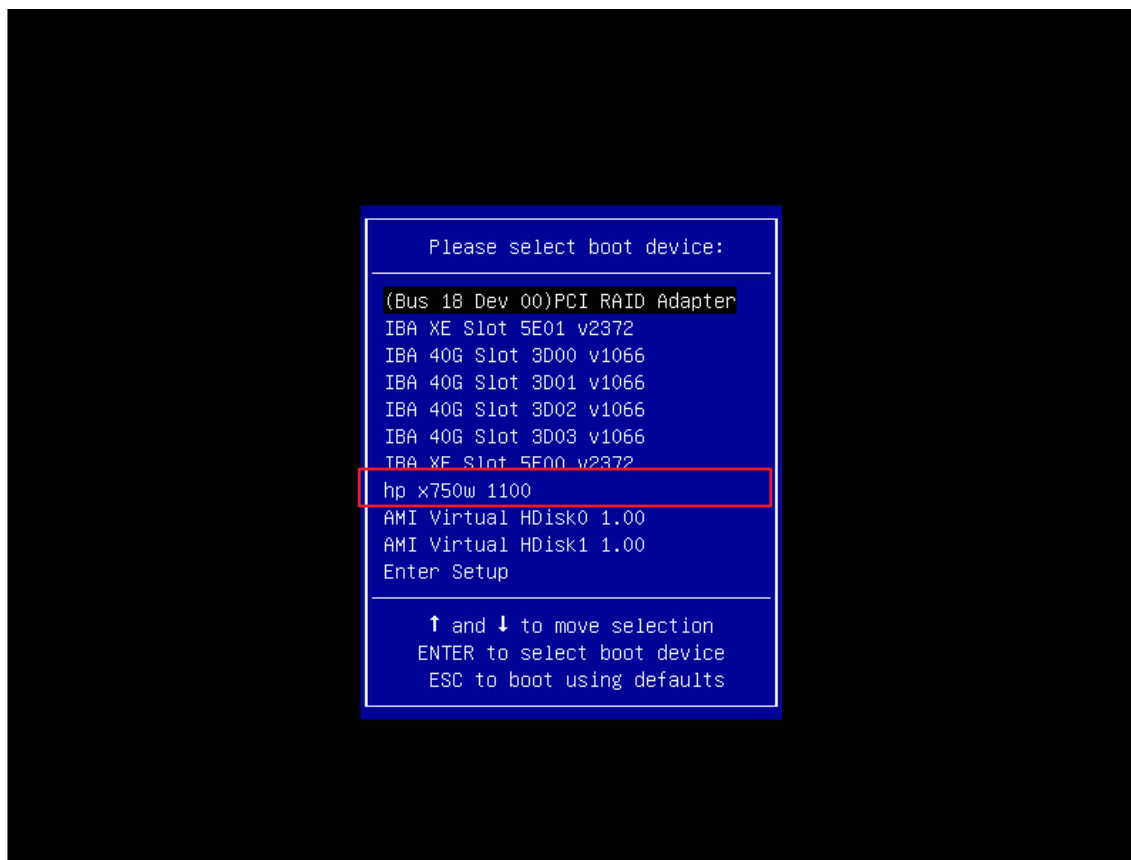 Please select boot device:
(Bus 18 Dev 00)PCI RAID Adapter
IBA XE Slot 5E01 v2372
IBA 40G Slot 3D00 v1066
IBA 40G Slot 3D01 v1066
IBA 40G Slot 3D02 v1066
IBA 40G Slot 3D03 v1066
IBA XE Slot 5E00 v2372
hp x750w 1100
AMI Virtual HDisk0 1.00
AMI Virtual HDisk1 1.00
Enter Setup
↑ and ↓ to move selection
ENTER to select boot device
ESC to boot using defaults